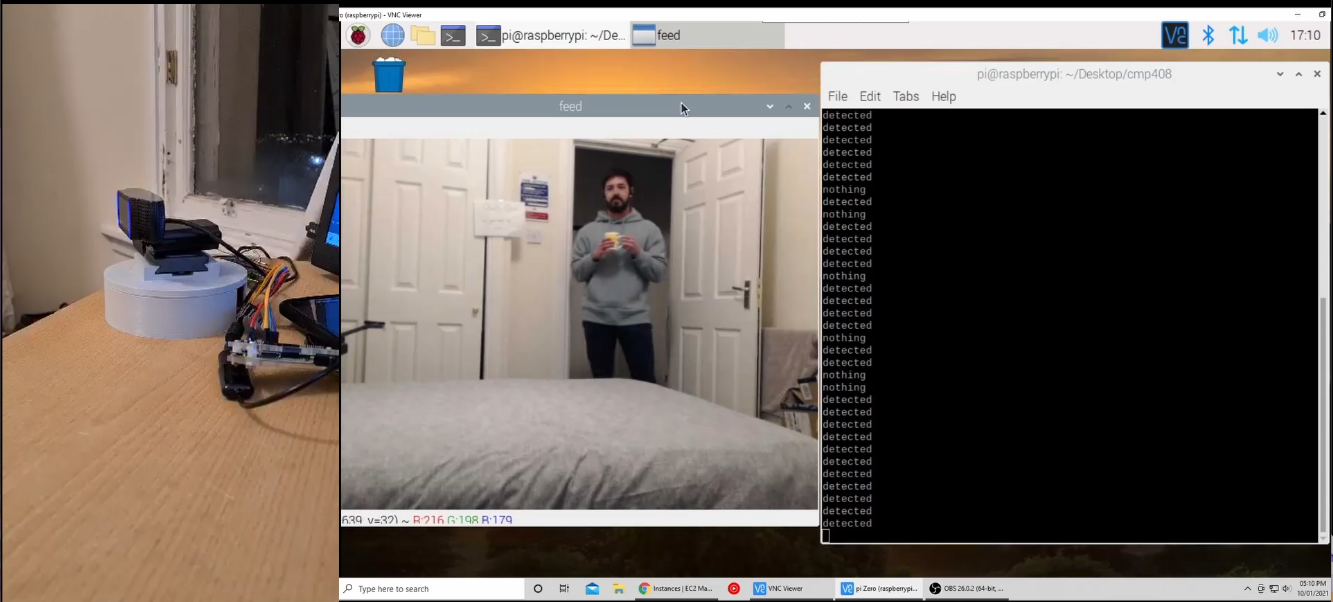 o (raspberrypi) - VNC Viewer
pi@raspberrypi: ~/De...
feed
17:10
feed
pi@raspberrypi: ~/Desktop/cmp408
File Edit Tabs Help
detected
detected
detected
detected
detected
detected
nothing
detected
nothing
detected
detected
detected
detected
nothing
detected
detected
detected
detected
nothing
detected
detected
nothing
nothing
detected
detected
detected
detected
detected
detected
detected
detected
detected
detected
detected
639, y=32) ~ R:216 G:198 B:179
Type here to search
Instances | EC2 Ma...
VNC Viewer
pi Zero (raspberrypi...
OBS 26.0.2 (64-bit, ...
05:10 PM
10/01/2021